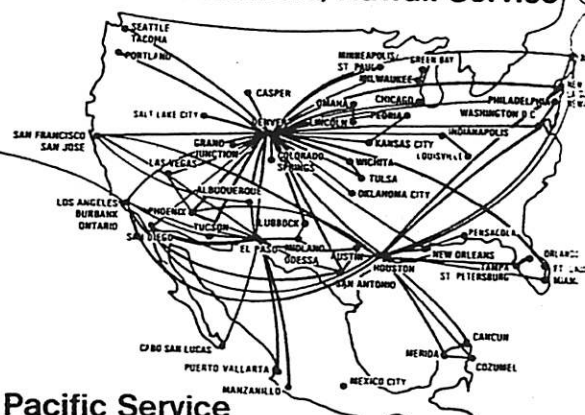 Hawaii Service
SEATTLE
TACOMA
PORTLAND
MINNEAPOLIS
ST. PAUL
GREEN BAY
MILWAUKEE
CASPER
OMAHA
CHICAGO
PHILADELPHIA
SALT LAKE CITY
DENVER
LINCOLN
PEORIA
WASHINGTON D.C.
SAN FRANCISCO
SAN JOSE
GRAND
JUNCTION
KANSAS CITY
INDIANAPOLIS
LAS VEGAS
COLORADO
SPRINGS
WICHITA
LOUISVILLE
TULSA
ALBUQUERQUE
OKLAHOMA CITY
LOS ANGELES
BURBANK
ONTARIO
PHOENIX
LUBBOCK
TUCSON
SAN DIEGO
EL PASO
MIDLAND
ODESSA
AUSTIN
HOUSTON
PENSACOLA
NEW ORLEANS
TAMPA
ST PETERSBURG
SAN ANTONIO
MIAMI
CABO SAN LUCAS
CANCUN
MERIDA
COZUMEL
PUERTO VALLARTA
MANZANILLO
MEXICO CITY
Pacific Service